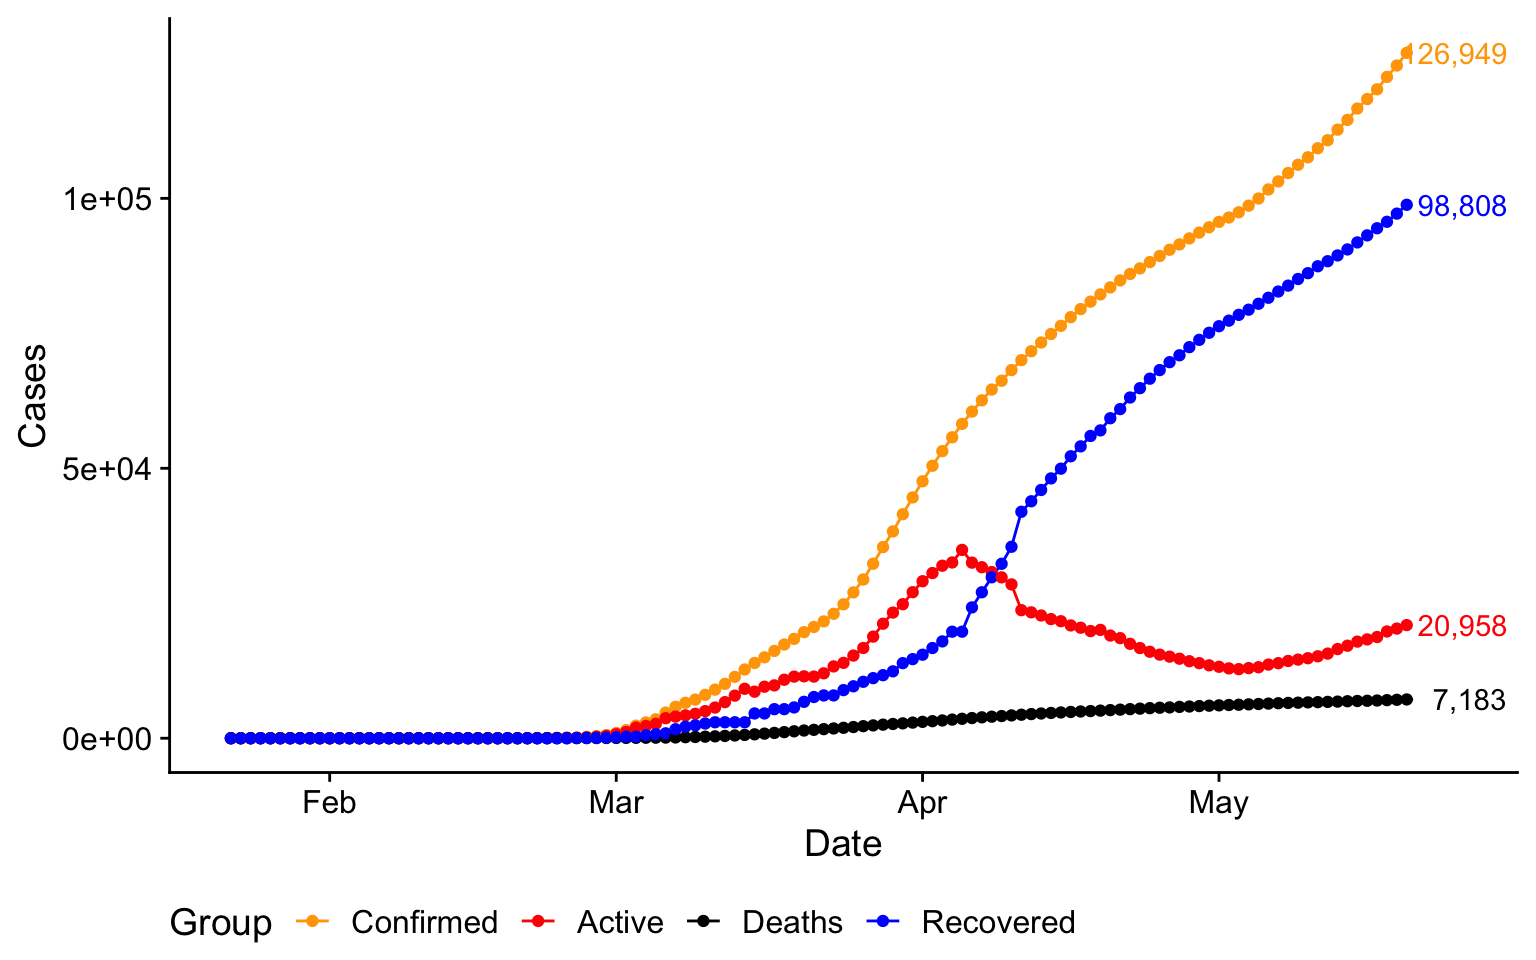 126,949
1e+05
98,808
Cases
5e+04
20,958
7,183
0e+00
Feb Mar Apr May
Date
Group Confirmed Active Deaths Recovered